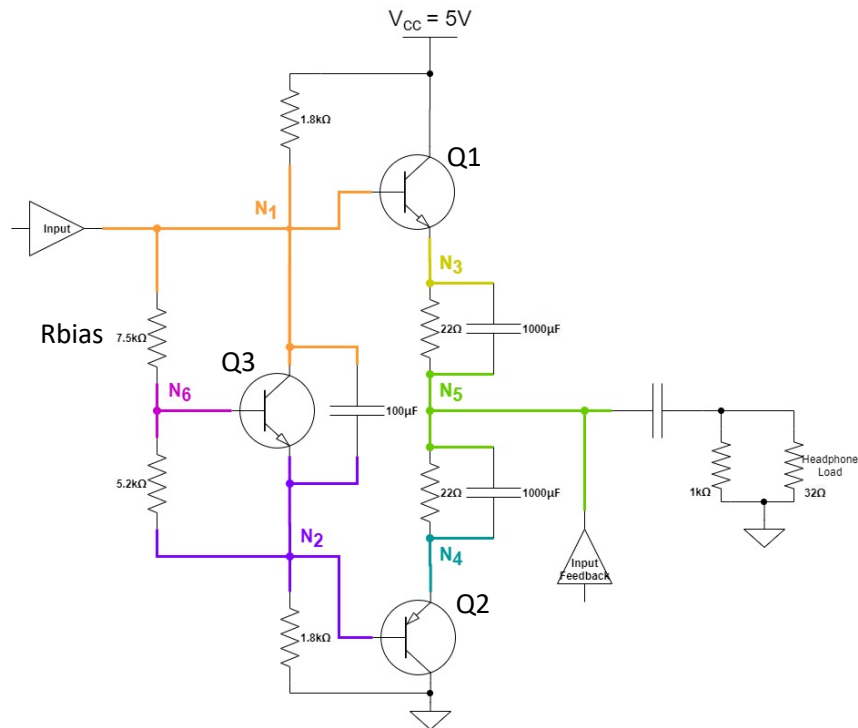 V_CC = 5V
1.8kΩ
Q1
N1
Input
N3
22Ω
1000µF
Rbias
7.5kΩ
Q3
N6
N5
100µF
5.2kΩ
22Ω
1000µF
1kΩ
Headphone
Load
32Ω
N2
N4
Input
Feedback
Q2
1.8kΩ